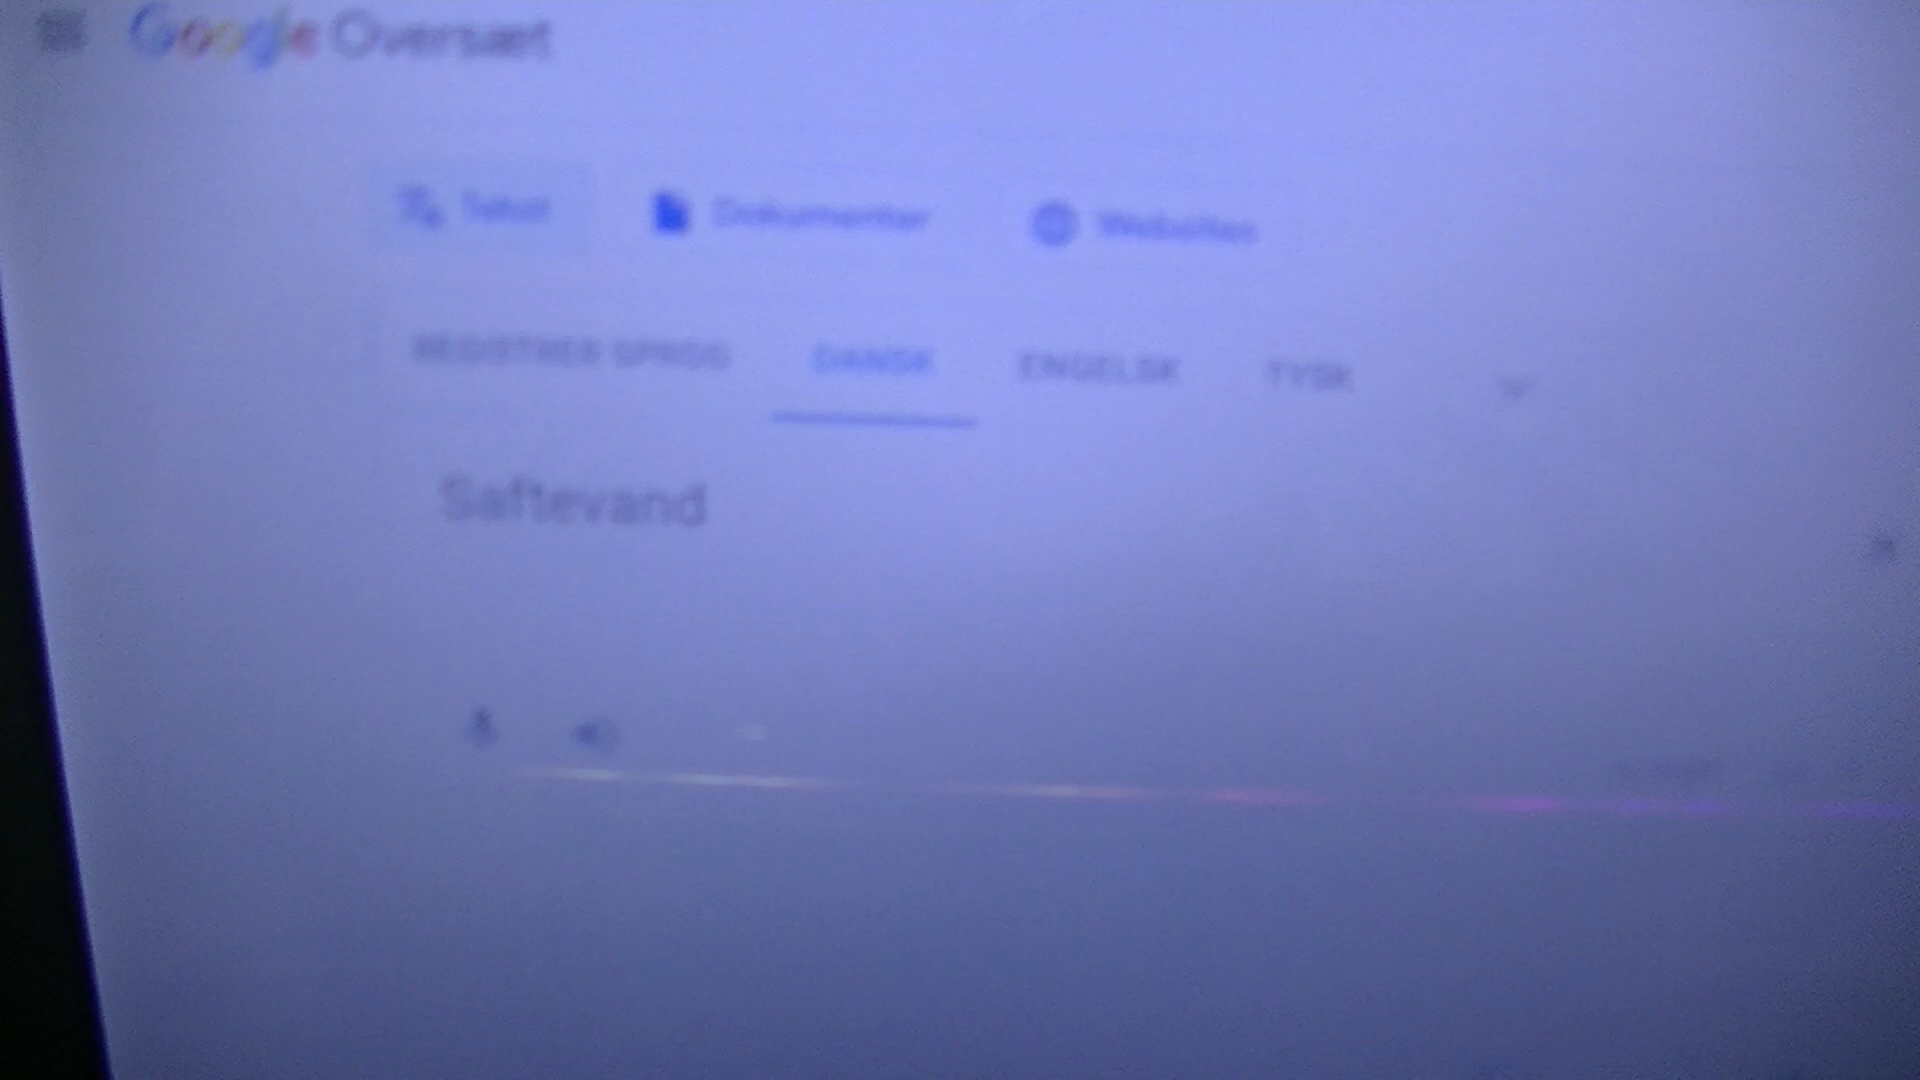 Google Oversæt
Tekst Dokumenter Websites
REGISTRER SPROG DANSK ENGELSK TYSK
Saftevand